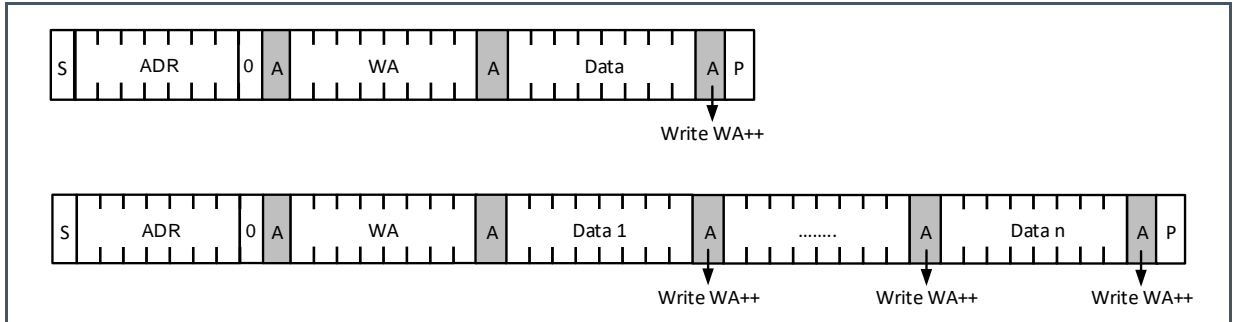 S ADR 0 A WA A Data A P
Write WA++
S ADR 0 A WA A Data 1 A ........ A Data n A P
Write WA++ Write WA++ Write WA++